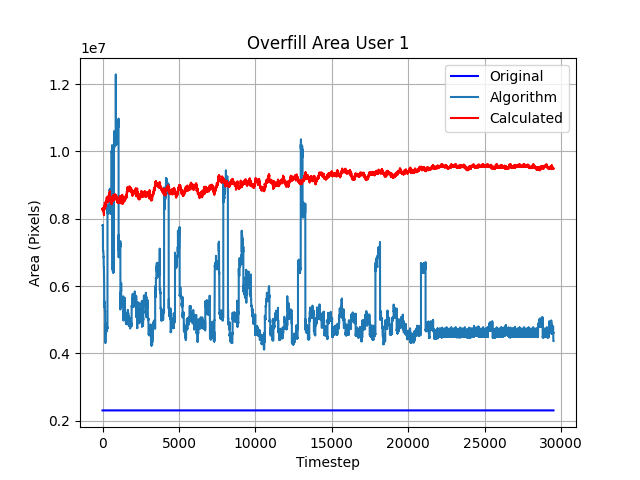 Overfill Area User 1
1e7
Original
Algorithm
Calculated
1.2
1.0
0.8
0.6
0.4
0.2
Area (Pixels)
0 5000 10000 15000 20000 25000 30000
Timestep